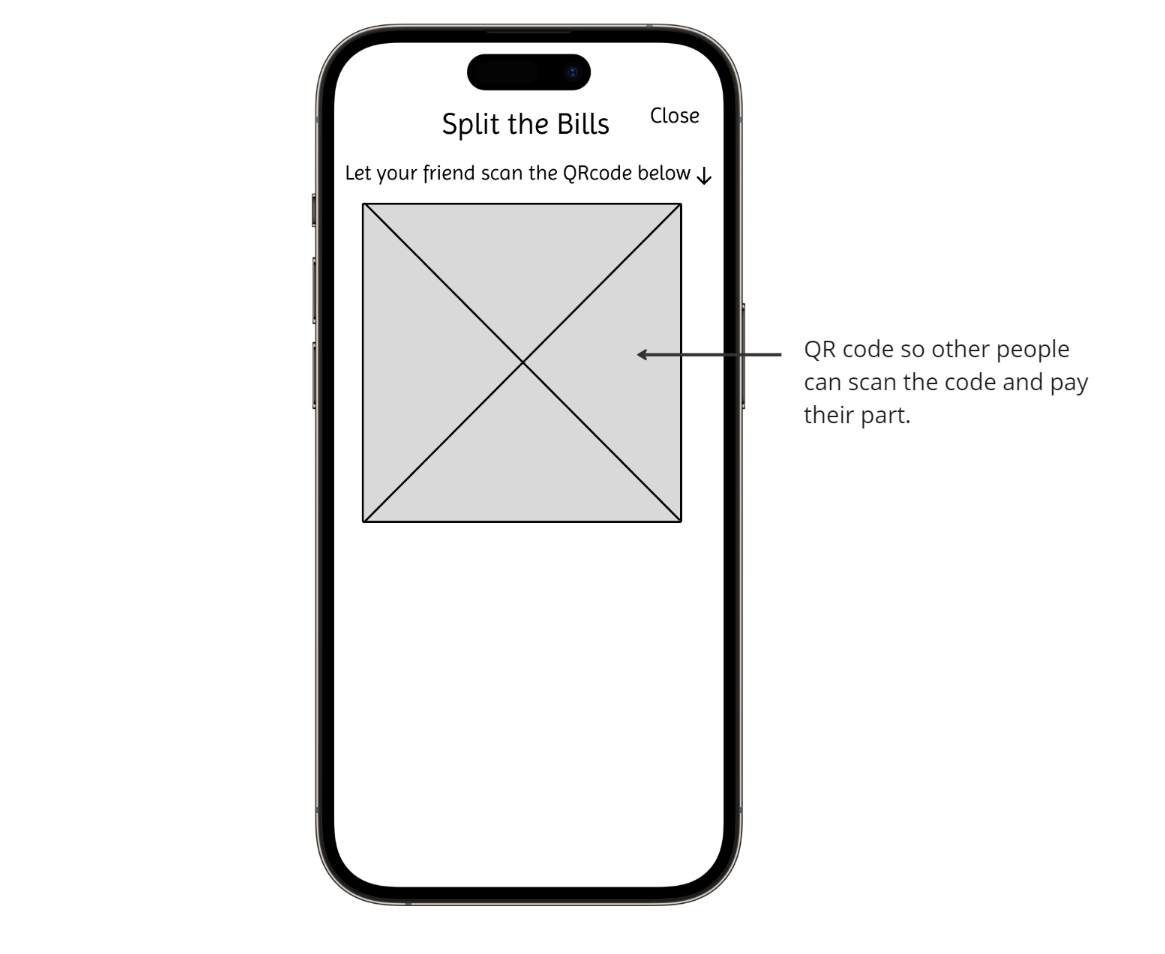 Close
Split the Bills
Let your friend scan the QRcode below ↓
QR code so other people
can scan the code and pay
their part.